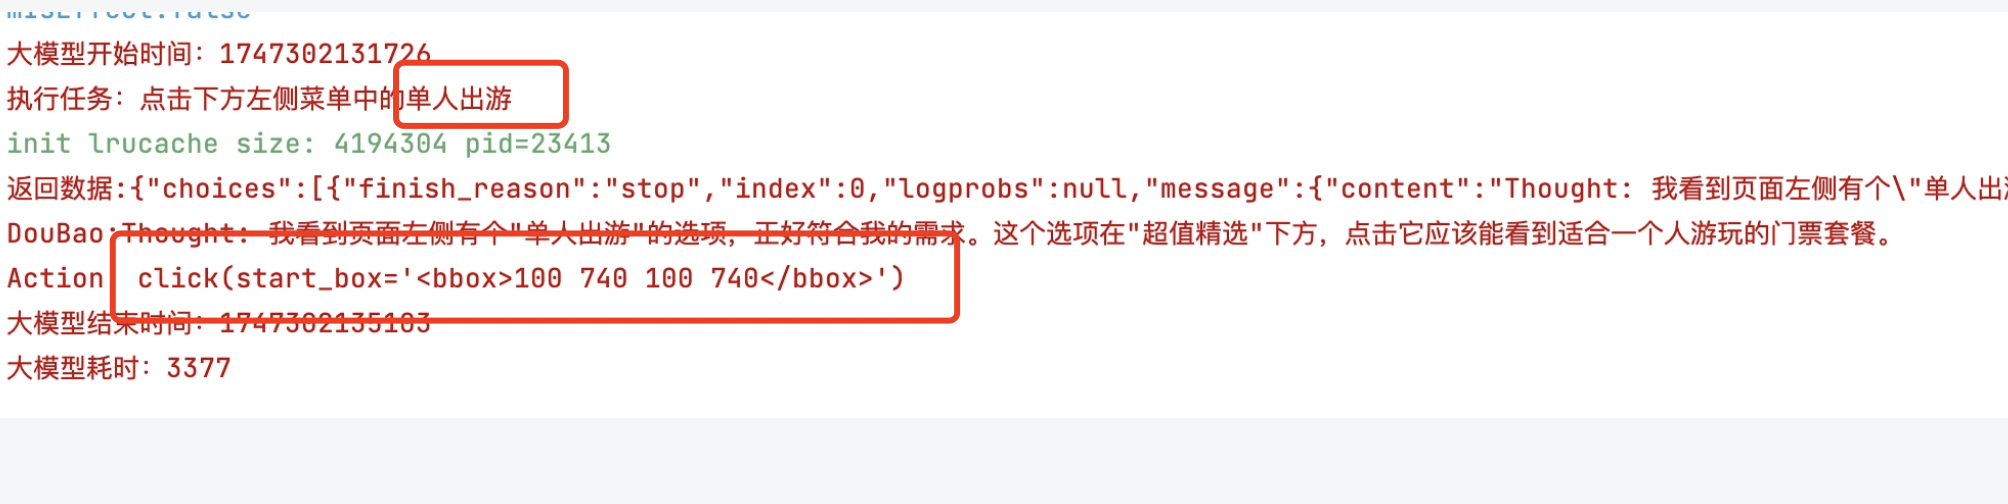 misEffect:false
大模型开始时间：1747302131726
执行任务：点击下方左侧菜单中的单人出游
init lrucache size: 4194304 pid=23413
返回数据:{"choices":[{"finish_reason":"stop","index":0,"logprobs":null,"message":{"content":"Thought: 我看到页面左侧有个\"单人出游
DouBao:Thought: 我看到页面左侧有个"单人出游"的选项，正好符合我的需求。这个选项在"超值精选"下方，点击它应该能看到适合一个人游玩的门票套餐。
Action  click(start_box='<bbox>100 740 100 740</bbox>')
大模型结束时间：1747302135103
大模型耗时：3377